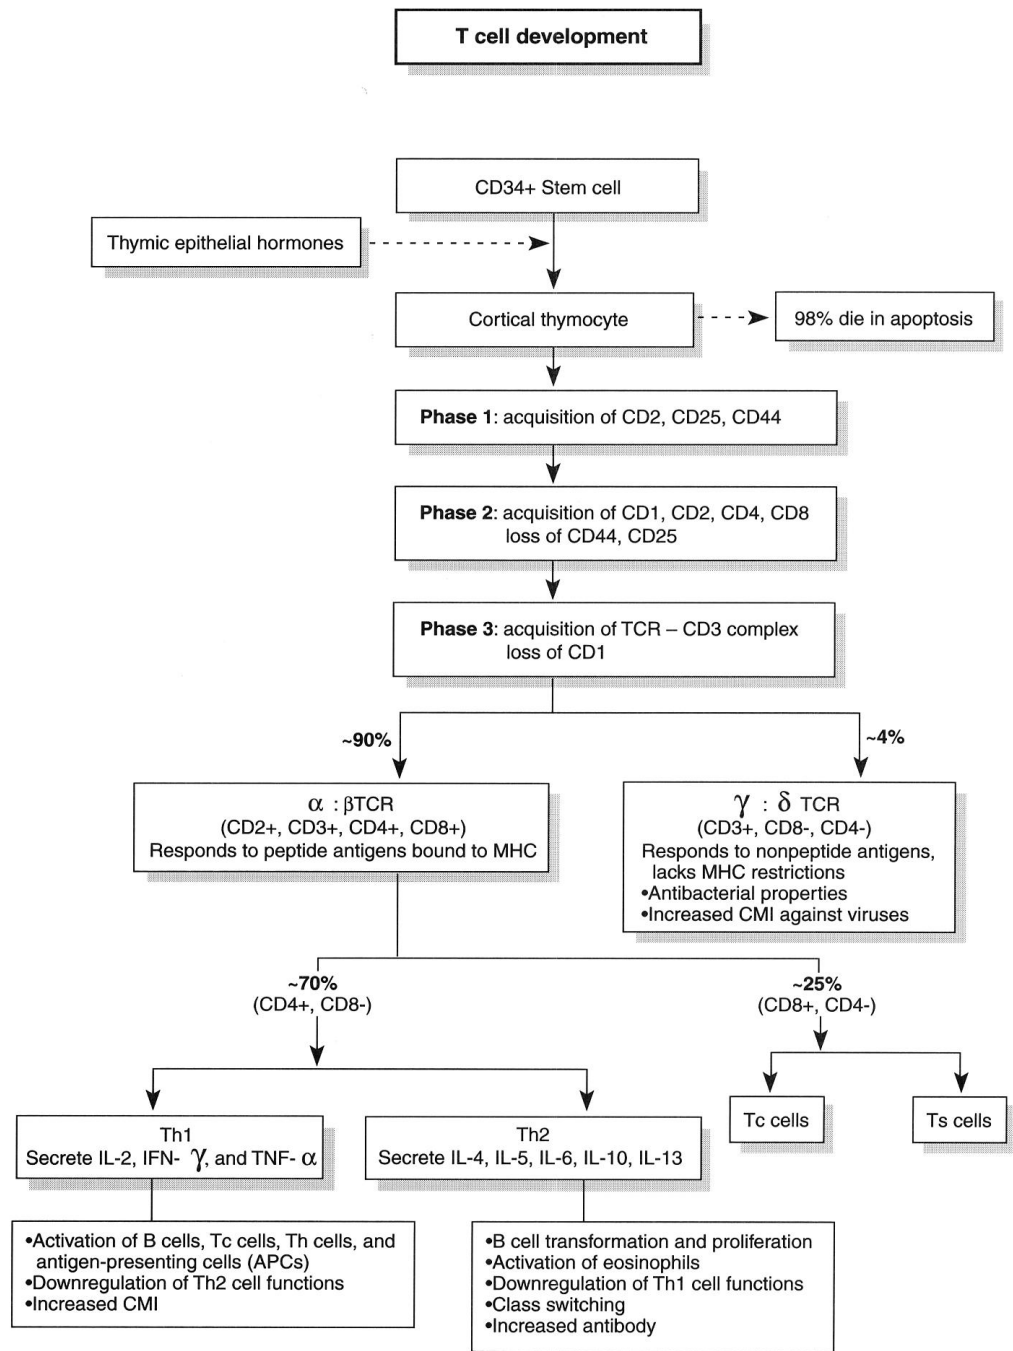 T cell development
CD34+ Stem cell
Thymic epithelial hormones
Cortical thymocyte
98% die in apoptosis
Phase 1: acquisition of CD2, CD25, CD44
Phase 2: acquisition of CD1, CD2, CD4, CD8
loss of CD44, CD25
Phase 3: acquisition of TCR – CD3 complex
loss of CD1
~90%
~4%
α : βTCR
(CD2+, CD3+, CD4+, CD8+)
Responds to peptide antigens bound to MHC
γ : δ TCR
(CD3+, CD8-, CD4-)
Responds to nonpeptide antigens,
lacks MHC restrictions
•Antibacterial properties
•Increased CMI against viruses
~70%
(CD4+, CD8-)
~25%
(CD8+, CD4-)
Tc cells
Ts cells
Th1
Secrete IL-2, IFN- γ, and TNF- α
Th2
Secrete IL-4, IL-5, IL-6, IL-10, IL-13
•Activation of B cells, Tc cells, Th cells, and
antigen-presenting cells (APCs)
•Downregulation of Th2 cell functions
•Increased CMI
•B cell transformation and proliferation
•Activation of eosinophils
•Downregulation of Th1 cell functions
•Class switching
•Increased antibody